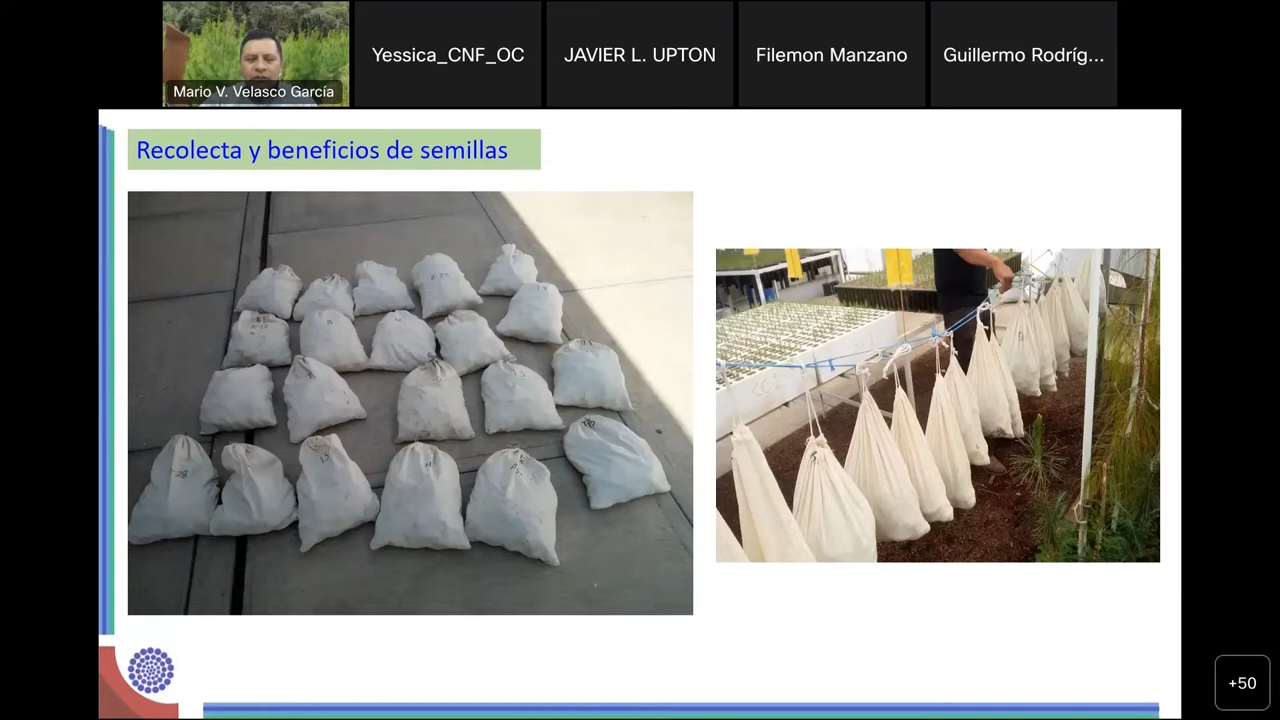 Yessica_CNF_OC
JAVIER L. UPTON
Filemon Manzano
Guillermo Rodríg...
Mario V. Velasco García
Recolecta y beneficios de semillas
+50